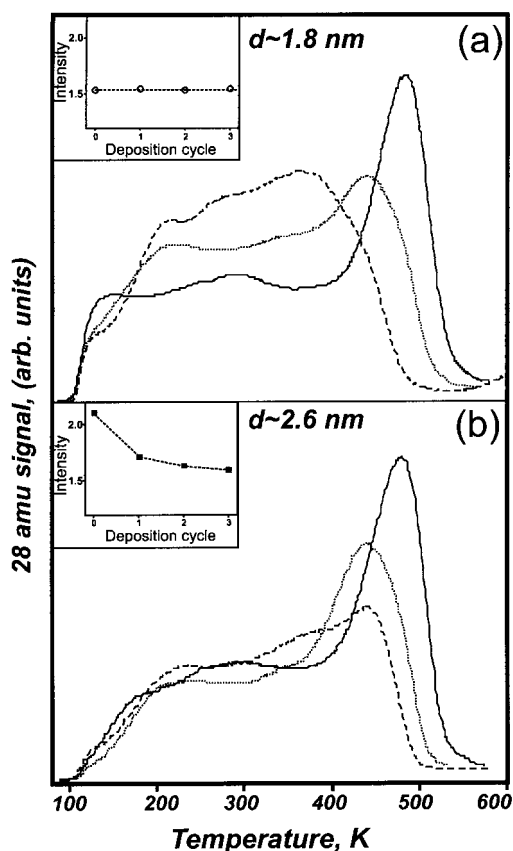 d~1.8 nm
(a)
Intensity
2.0
1.5
0 1 2 3
Deposition cycle
28 amu signal, (arb. units)
d~2.6 nm
(b)
Intensity
2.0
1.5
0 1 2 3
Deposition cycle
100 200 300 400 500 600
Temperature, K